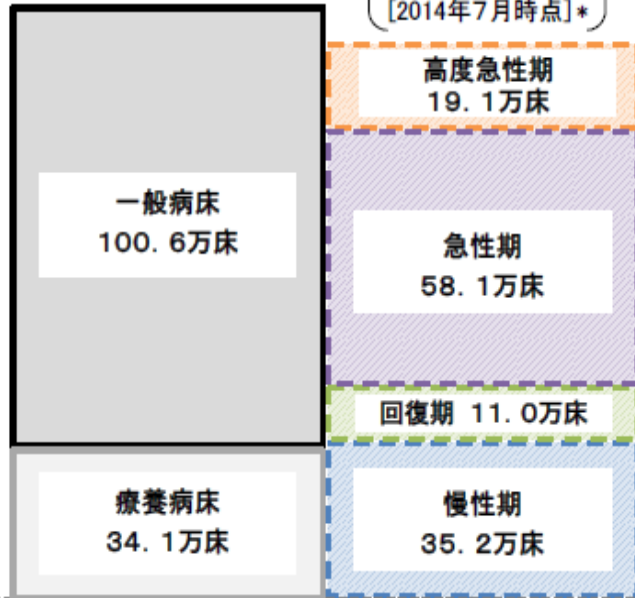 [2014年7月時点]*
高度急性期
19.1万床
一般病床
100.6万床
急性期
58.1万床
回復期 11.0万床
療養病床
34.1万床
慢性期
35.2万床